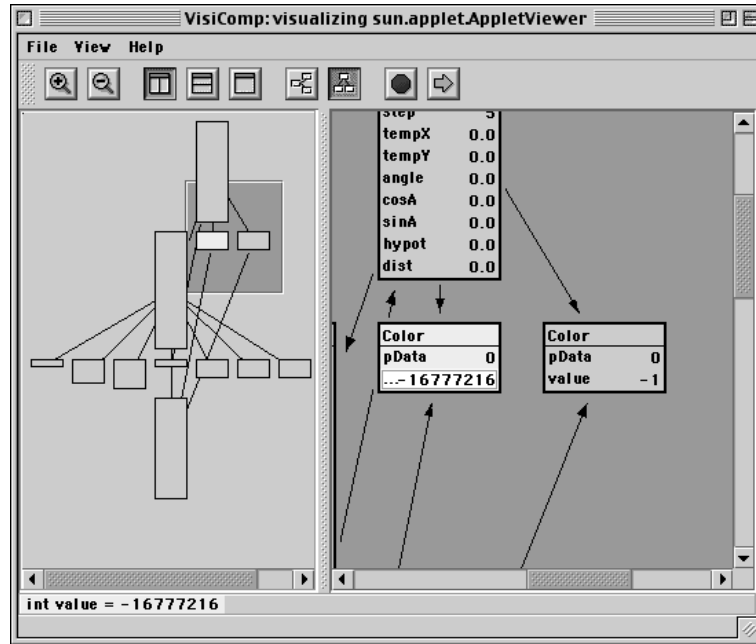 VisiComp: visualizing sun.applet.AppletViewer
File View Help
step 5
tempX 0.0
tempY 0.0
angle 0.0
cosA 0.0
sinA 0.0
hypot 0.0
dist 0.0
Color
pData 0
...-16777216
Color
pData 0
value -1
int value = -16777216